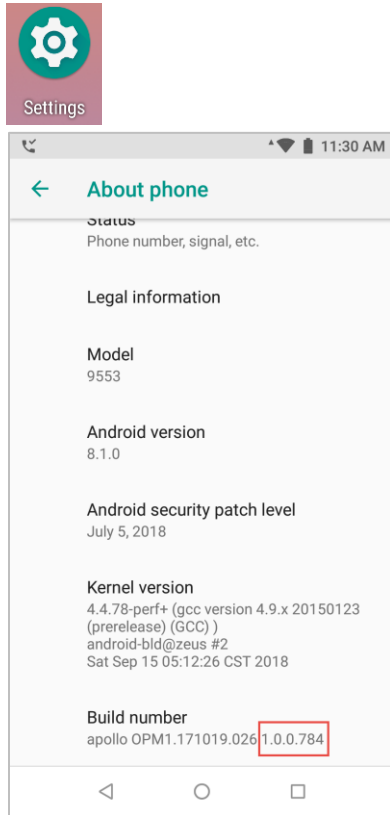 Settings
11:30 AM
About phone
Status
Phone number, signal, etc.
Legal information
Model
9553
Android version
8.1.0
Android security patch level
July 5, 2018
Kernel version
4.4.78-perf+ (gcc version 4.9.x 20150123
(prerelease) (GCC) )
android-bld@zeus #2
Sat Sep 15 05:12:26 CST 2018
Build number
apollo OPM1.171019.026 1.0.0.784